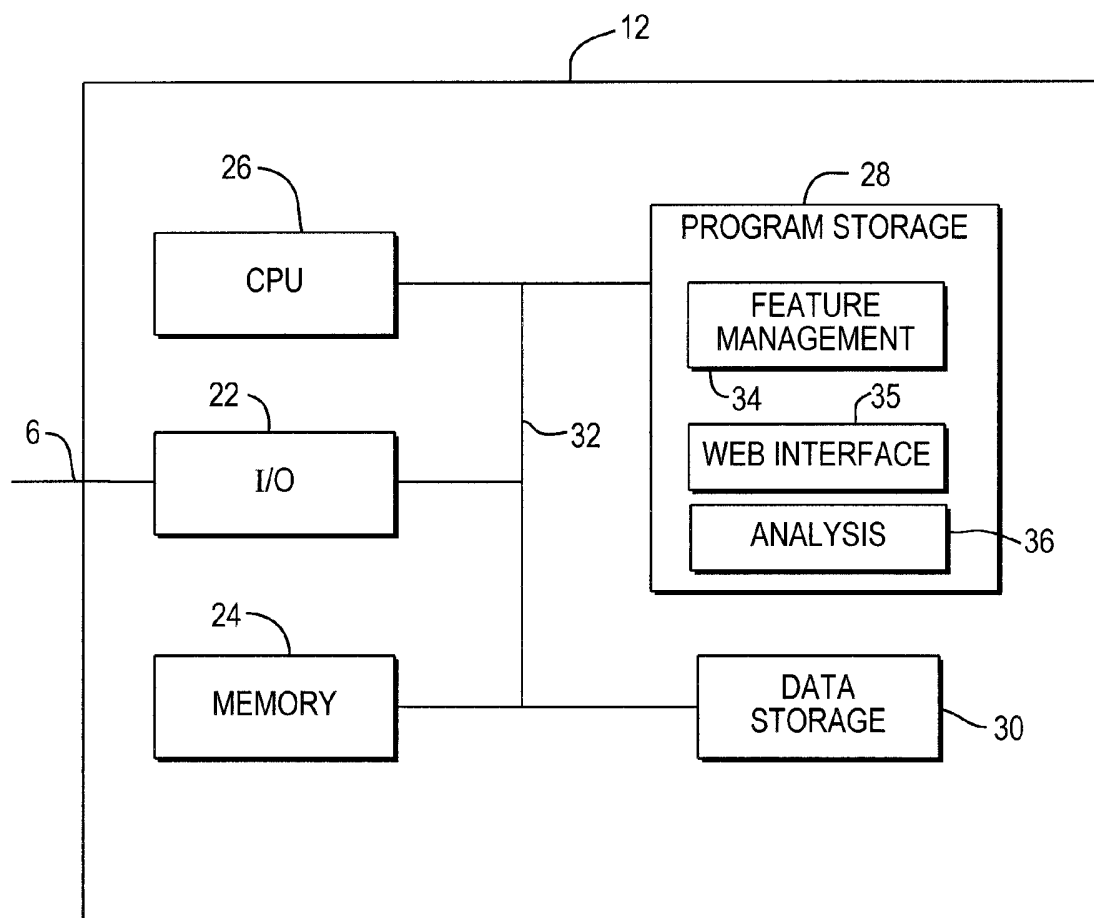 12
26
CPU
28
PROGRAM STORAGE
FEATURE
MANAGEMENT
34
35
WEB INTERFACE
ANALYSIS
36
6
22
I/O
32
24
MEMORY
DATA
STORAGE
30